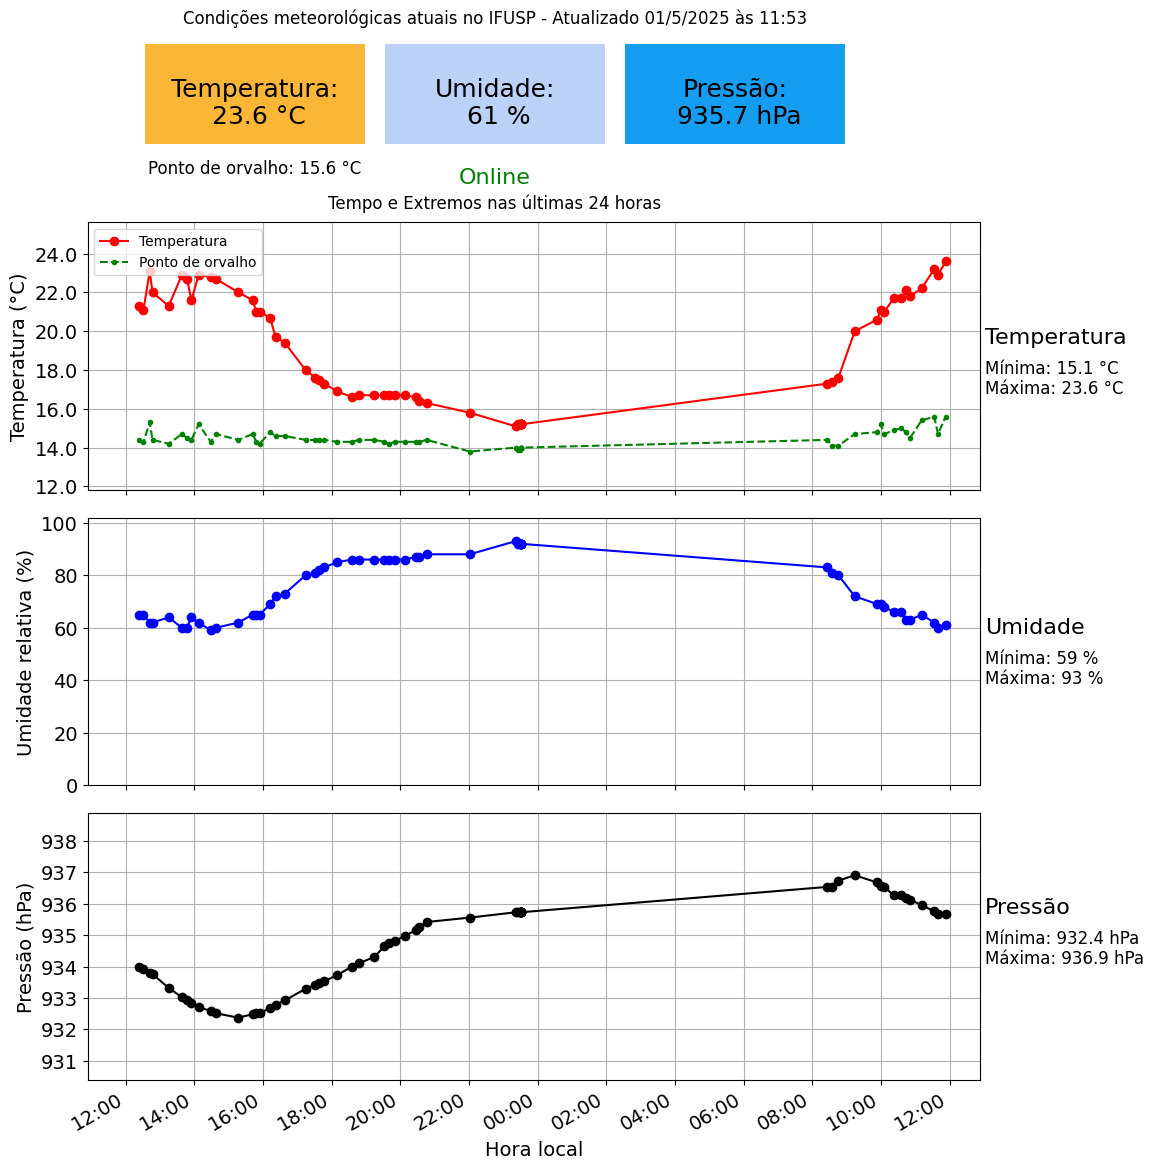 Condições meteorológicas atuais no IFUSP - Atualizado 01/5/2025 às 11:53
Temperatura:
23.6 °C
Umidade:
61 %
Pressão:
935.7 hPa
Ponto de orvalho: 15.6 °C
Online
Tempo e Extremos nas últimas 24 horas
Temperatura
Ponto de orvalho
Temperatura (°C)
24.0
22.0
20.0
18.0
16.0
14.0
12.0
Temperatura
Mínima: 15.1 °C
Máxima: 23.6 °C
Umidade relativa (%)
100
80
60
40
20
0
Umidade
Mínima: 59 %
Máxima: 93 %
Pressão (hPa)
938
937
936
935
934
933
932
931
Pressão
Mínima: 932.4 hPa
Máxima: 936.9 hPa
12:00
14:00
16:00
18:00
20:00
22:00
00:00
02:00
04:00
06:00
08:00
10:00
12:00
Hora local